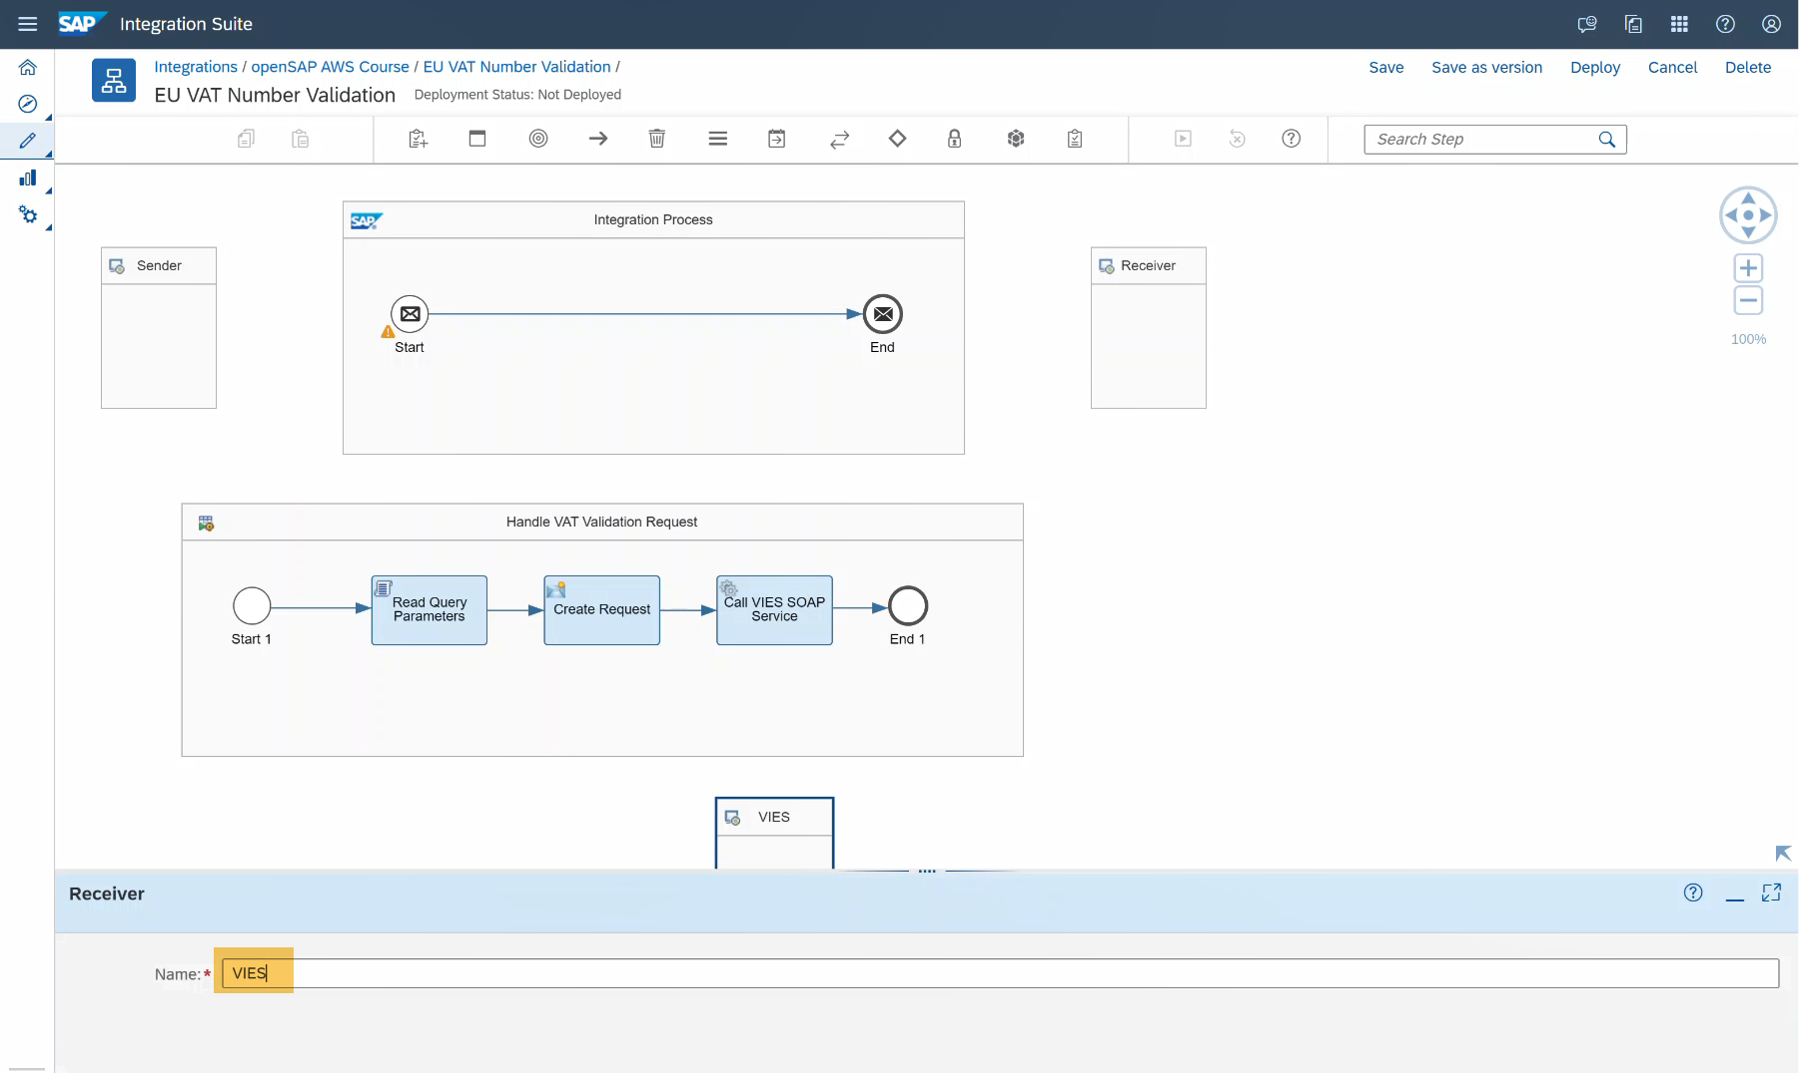 SAP Integration Suite
Integrations / openSAP AWS Course / EU VAT Number Validation /
Save Save as version Deploy Cancel Delete
EU VAT Number Validation Deployment Status: Not Deployed
Search Step
SAP Integration Process
Sender
Receiver
Start
End
100%
Handle VAT Validation Request
Read Query
Parameters
Create Request
Call VIES SOAP
Service
Start 1
End 1
VIES
Receiver
Name:* VIES